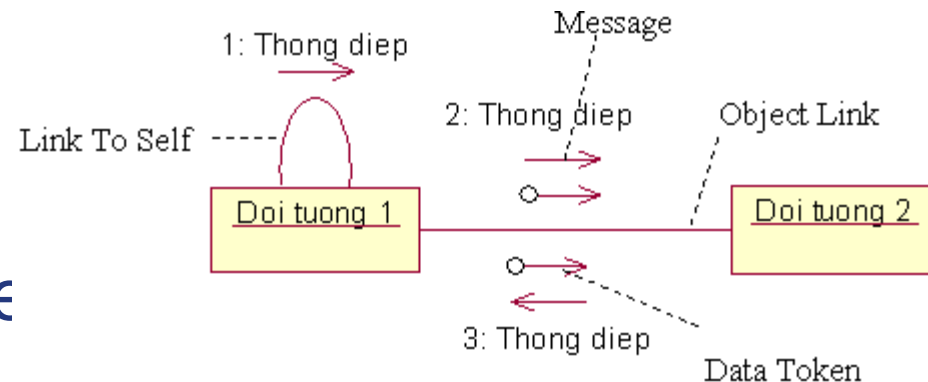 Message
1: Thong diep
2: Thong diep
Object Link
Link To Self
Doi tuong 1
Doi tuong 2
e
3: Thong diep
Data Token